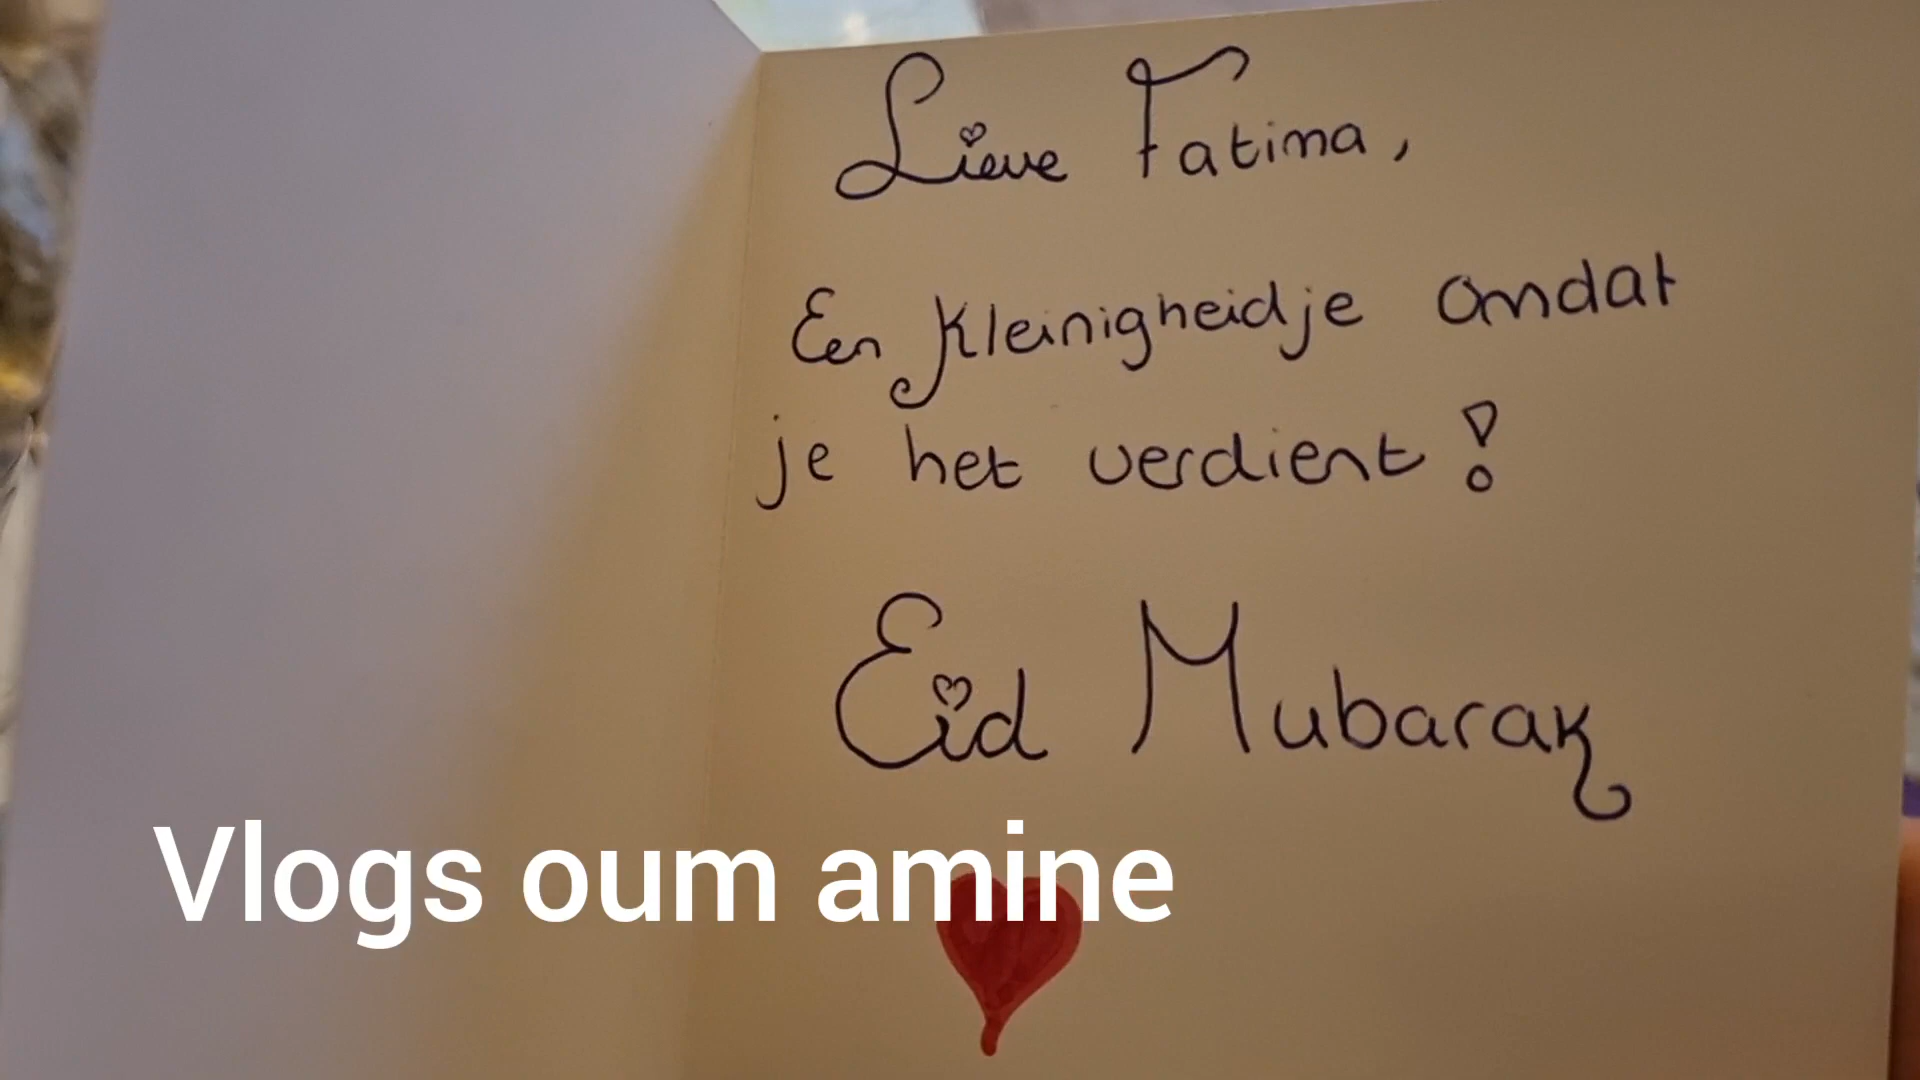 Lieve Fatima,
Een Kleinigheidje omdat
je het verdient!
Eid Mubarak
Vlogs oum amine